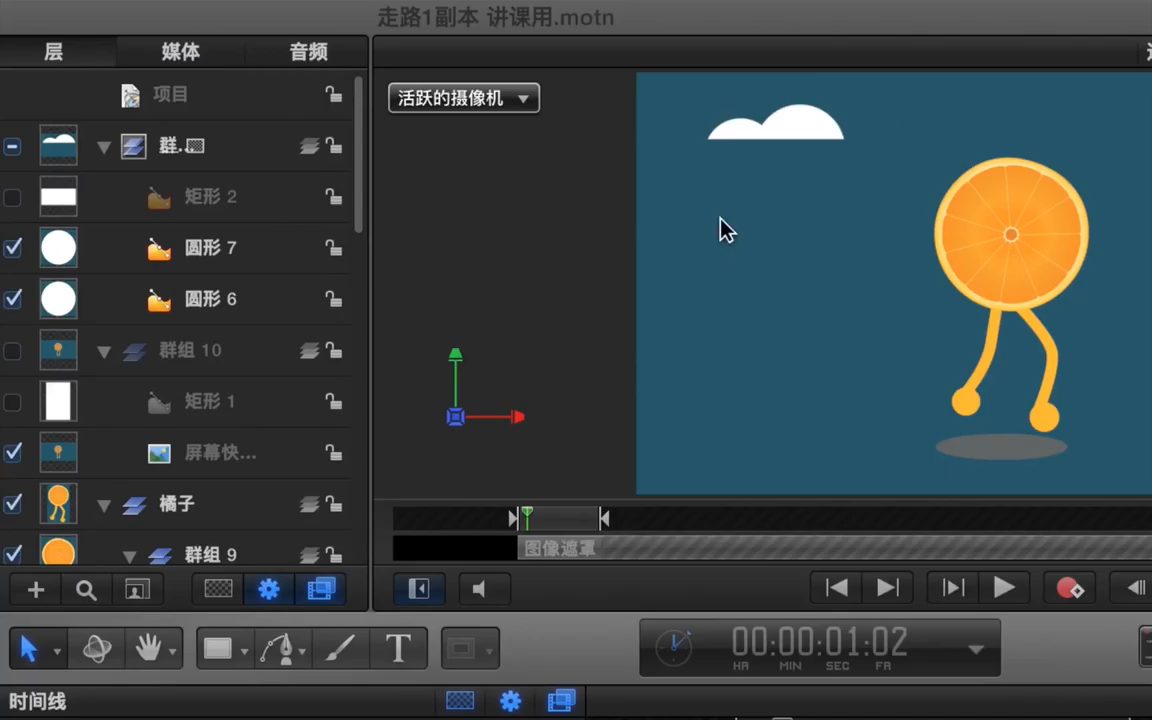 走路1副本 讲课用.motn
层
媒体
音频
项目
活跃的摄像机
群...
矩形 2
圆形 7
圆形 6
群组 10
矩形 1
屏幕快...
橘子
群组 9
图像遮罩
T
00:00:01:02
HR MIN SEC FR
时间线